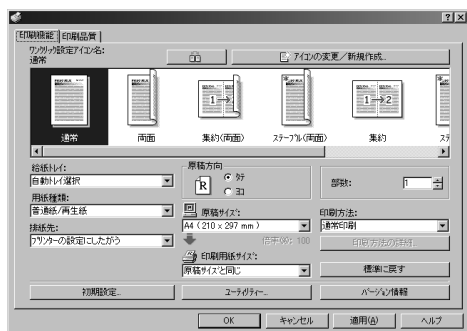 印刷機能 印刷品質
ワンクリック設定アイコン名:
通常
アイコンの変更／新規作成...
1 → 2
1 → 2
通常
両面
集約(両面)
ステープル(両面)
集約
ステ
給紙トレイ:
自動トレイ選択
用紙種類:
普通紙/再生紙
排紙先:
プリンターの設定にしたがう
原稿方向
R
タテ
ヨコ
原稿サイズ:
A4 (210 x 297 mm)
倍率(%): 100
印刷用紙サイズ:
原稿サイズと同じ
部数:
1
印刷方法:
通常印刷
印刷方法の詳細...
標準に戻す
初期設定...
ユーティリティー...
バージョン情報
OK
キャンセル
適用(A)
ヘルプ